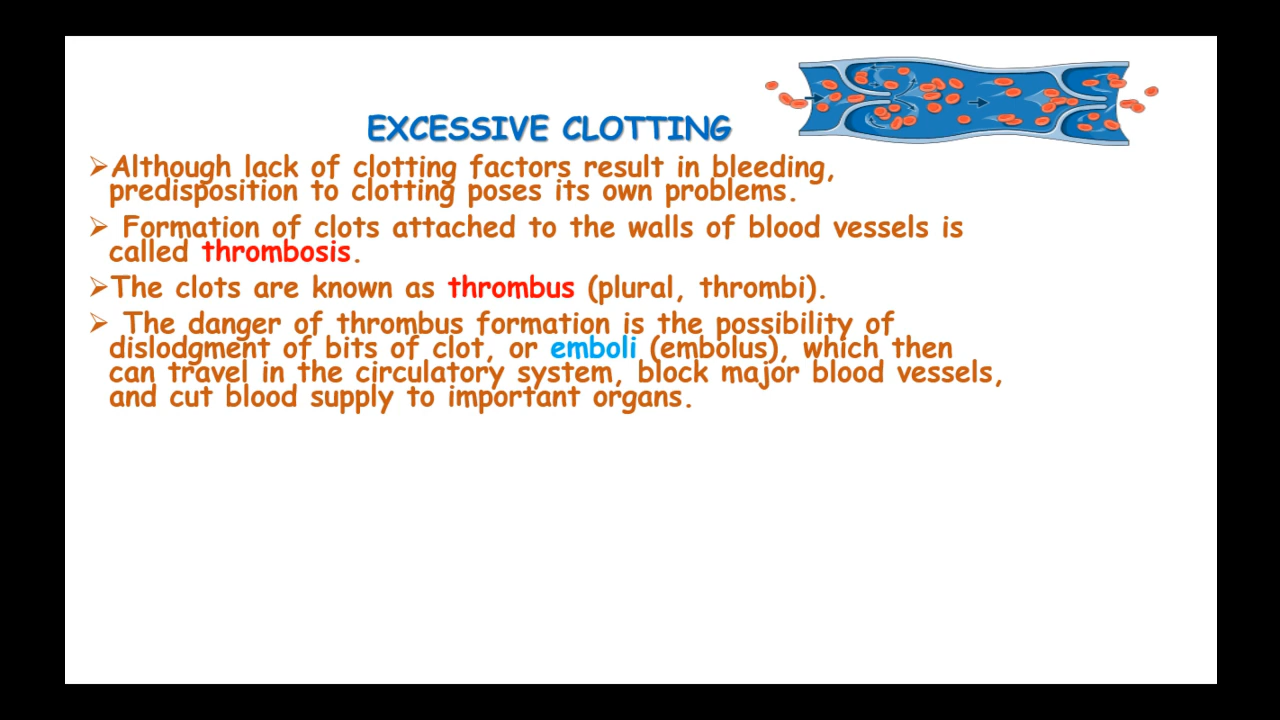 EXCESSIVE CLOTTING
➢Although lack of clotting factors result in bleeding,
predisposition to clotting poses its own problems.
➢ Formation of clots attached to the walls of blood vessels is
called thrombosis.
➢The clots are known as thrombus (plural, thrombi).
➢ The danger of thrombus formation is the possibility of
dislodgment of bits of clot, or emboli (embolus), which then
can travel in the circulatory system, block major blood vessels,
and cut blood supply to important organs.